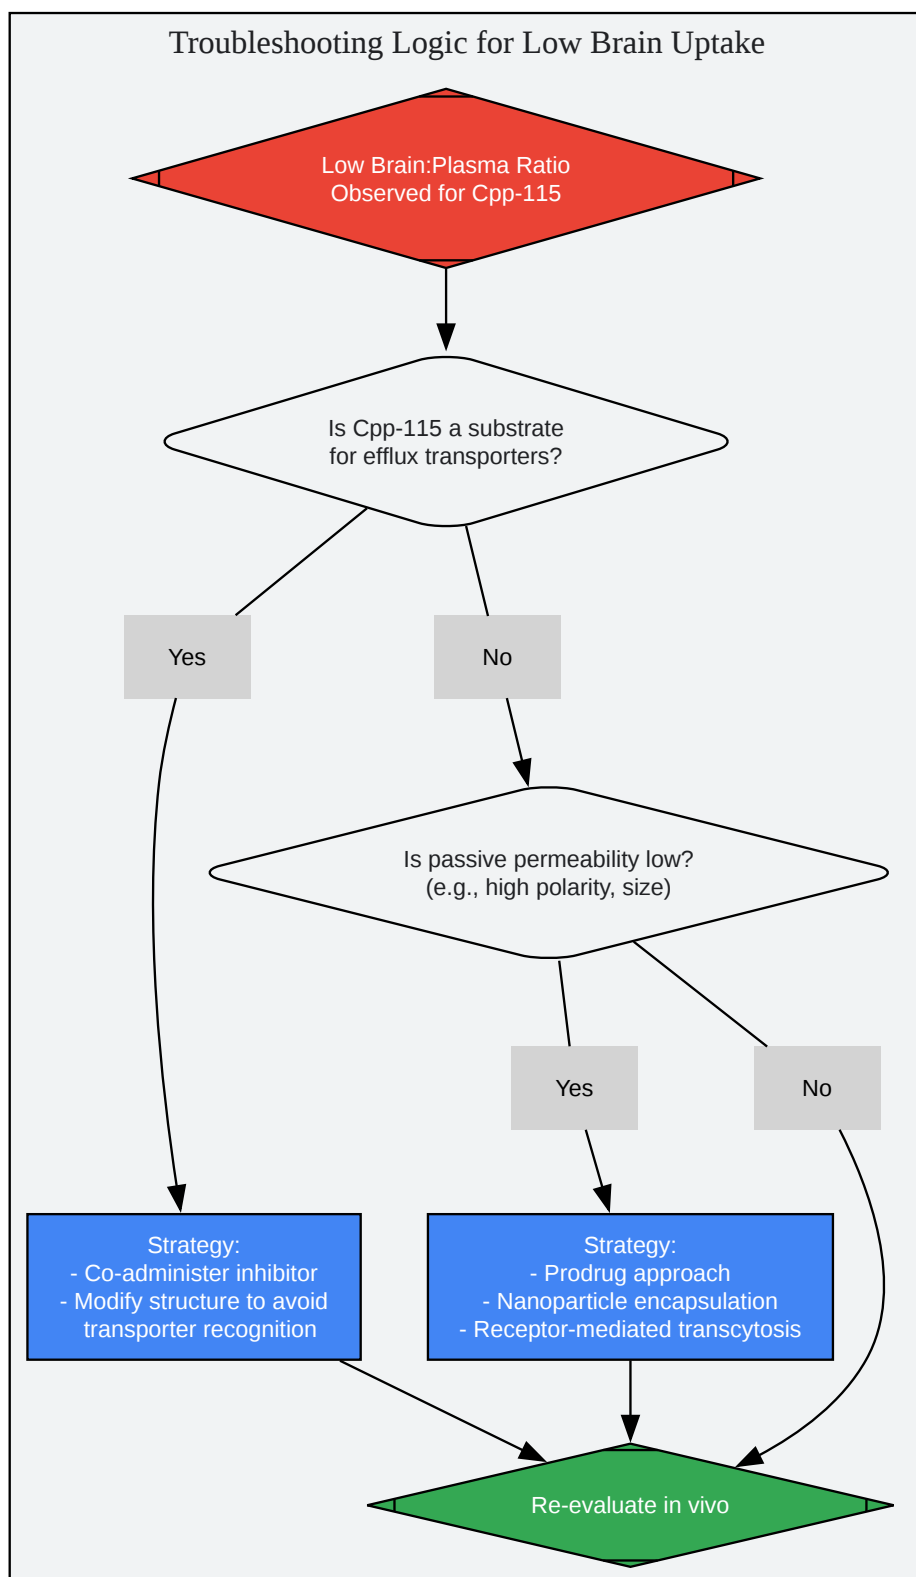 Troubleshooting Logic for Low Brain Uptake
Low Brain:Plasma Ratio
Observed for Cpp-115
Is Cpp-115 a substrate
for efflux transporters?
Yes
No
Is passive permeability low?
(e.g., high polarity, size)
Yes
No
Strategy:
- Co-administer inhibitor
- Modify structure to avoid
transporter recognition
Strategy:
- Prodrug approach
- Nanoparticle encapsulation
- Receptor-mediated transcytosis
Re-evaluate in vivo